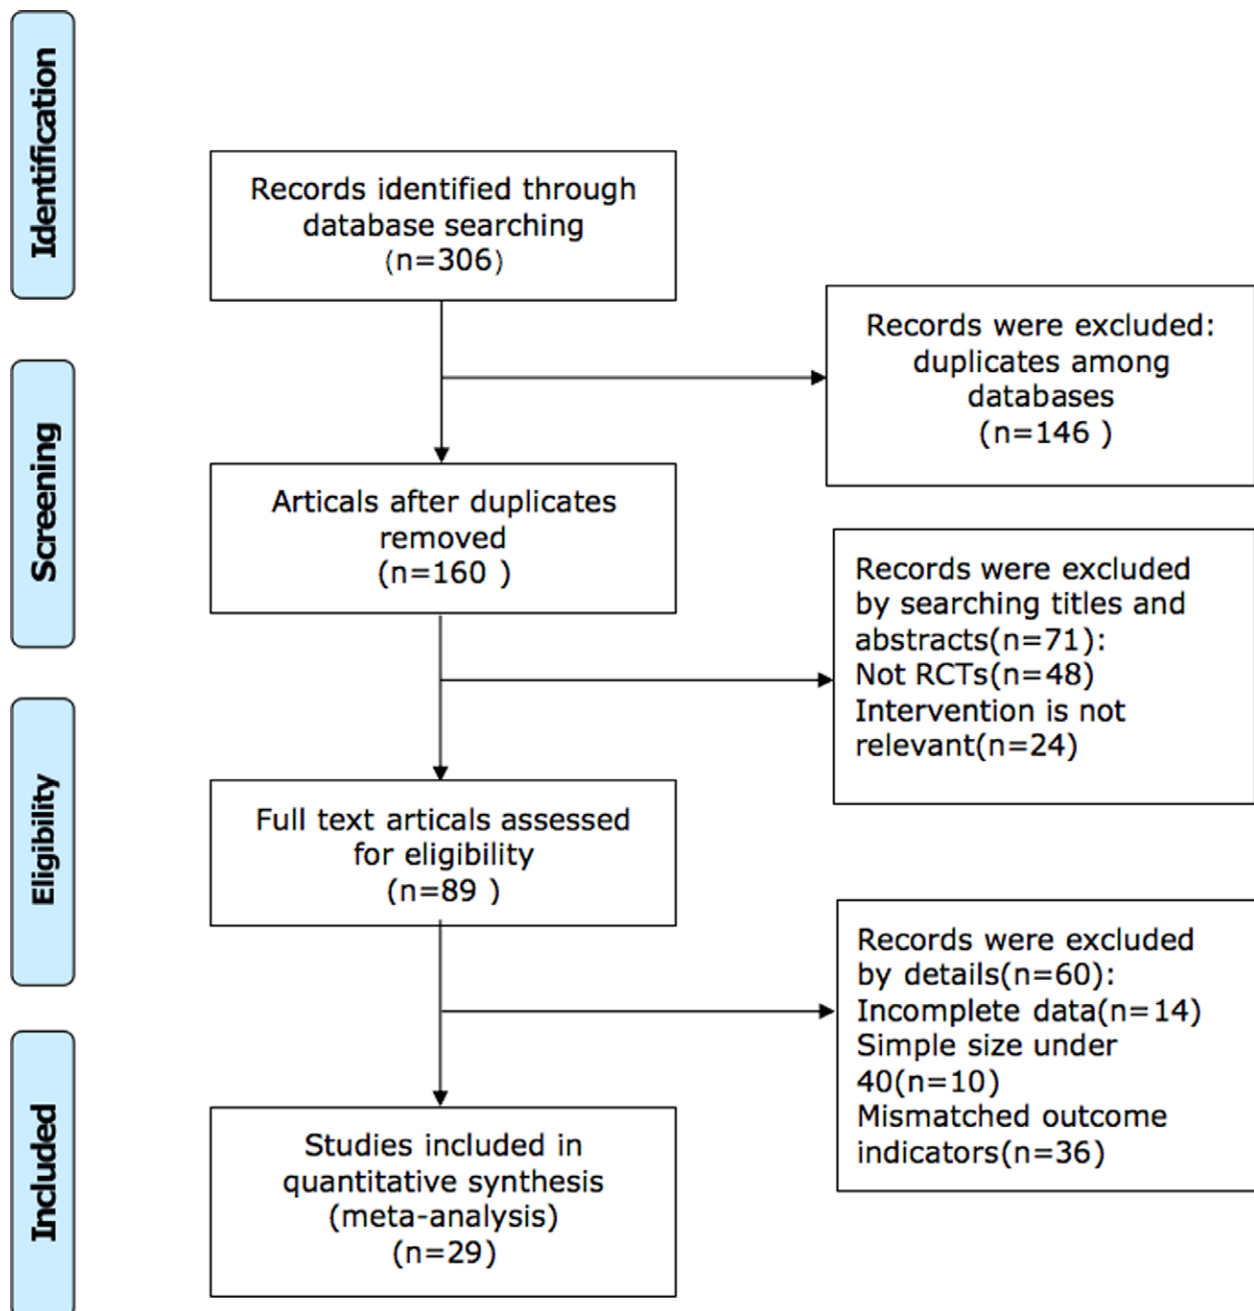 Identification
Records identified through
database searching
(n=306)
Records were excluded:
duplicates among
databases
(n=146 )
Screening
Articals after duplicates
removed
(n=160 )
Records were excluded
by searching titles and
abstracts(n=71):
Not RCTs(n=48)
Intervention is not
relevant(n=24)
Eligibility
Full text articals assessed
for eligibility
(n=89 )
Records were excluded
by details(n=60):
Incomplete data(n=14)
Simple size under
40(n=10)
Mismatched outcome
indicators(n=36)
Included
Studies included in
quantitative synthesis
(meta-analysis)
(n=29)